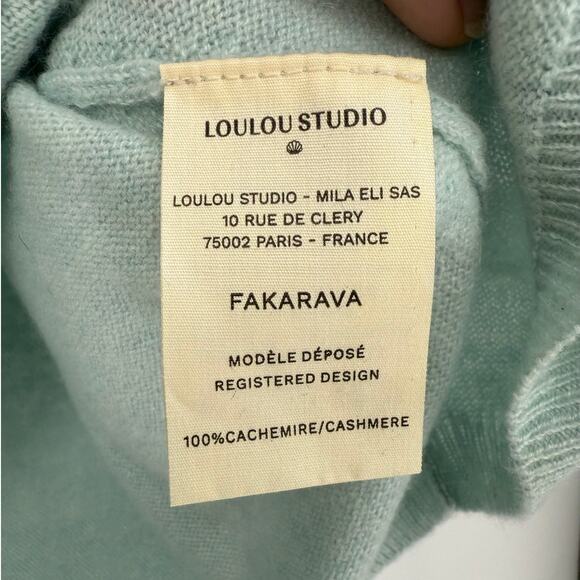 LOULOU STUDIO
LOULOU STUDIO - MILA ELI SAS
10 RUE DE CLERY
75002 PARIS - FRANCE
FAKARAVA
MODÈLE DÉPOSÉ
REGISTERED DESIGN
100%CACHEMIRE/CASHMERE